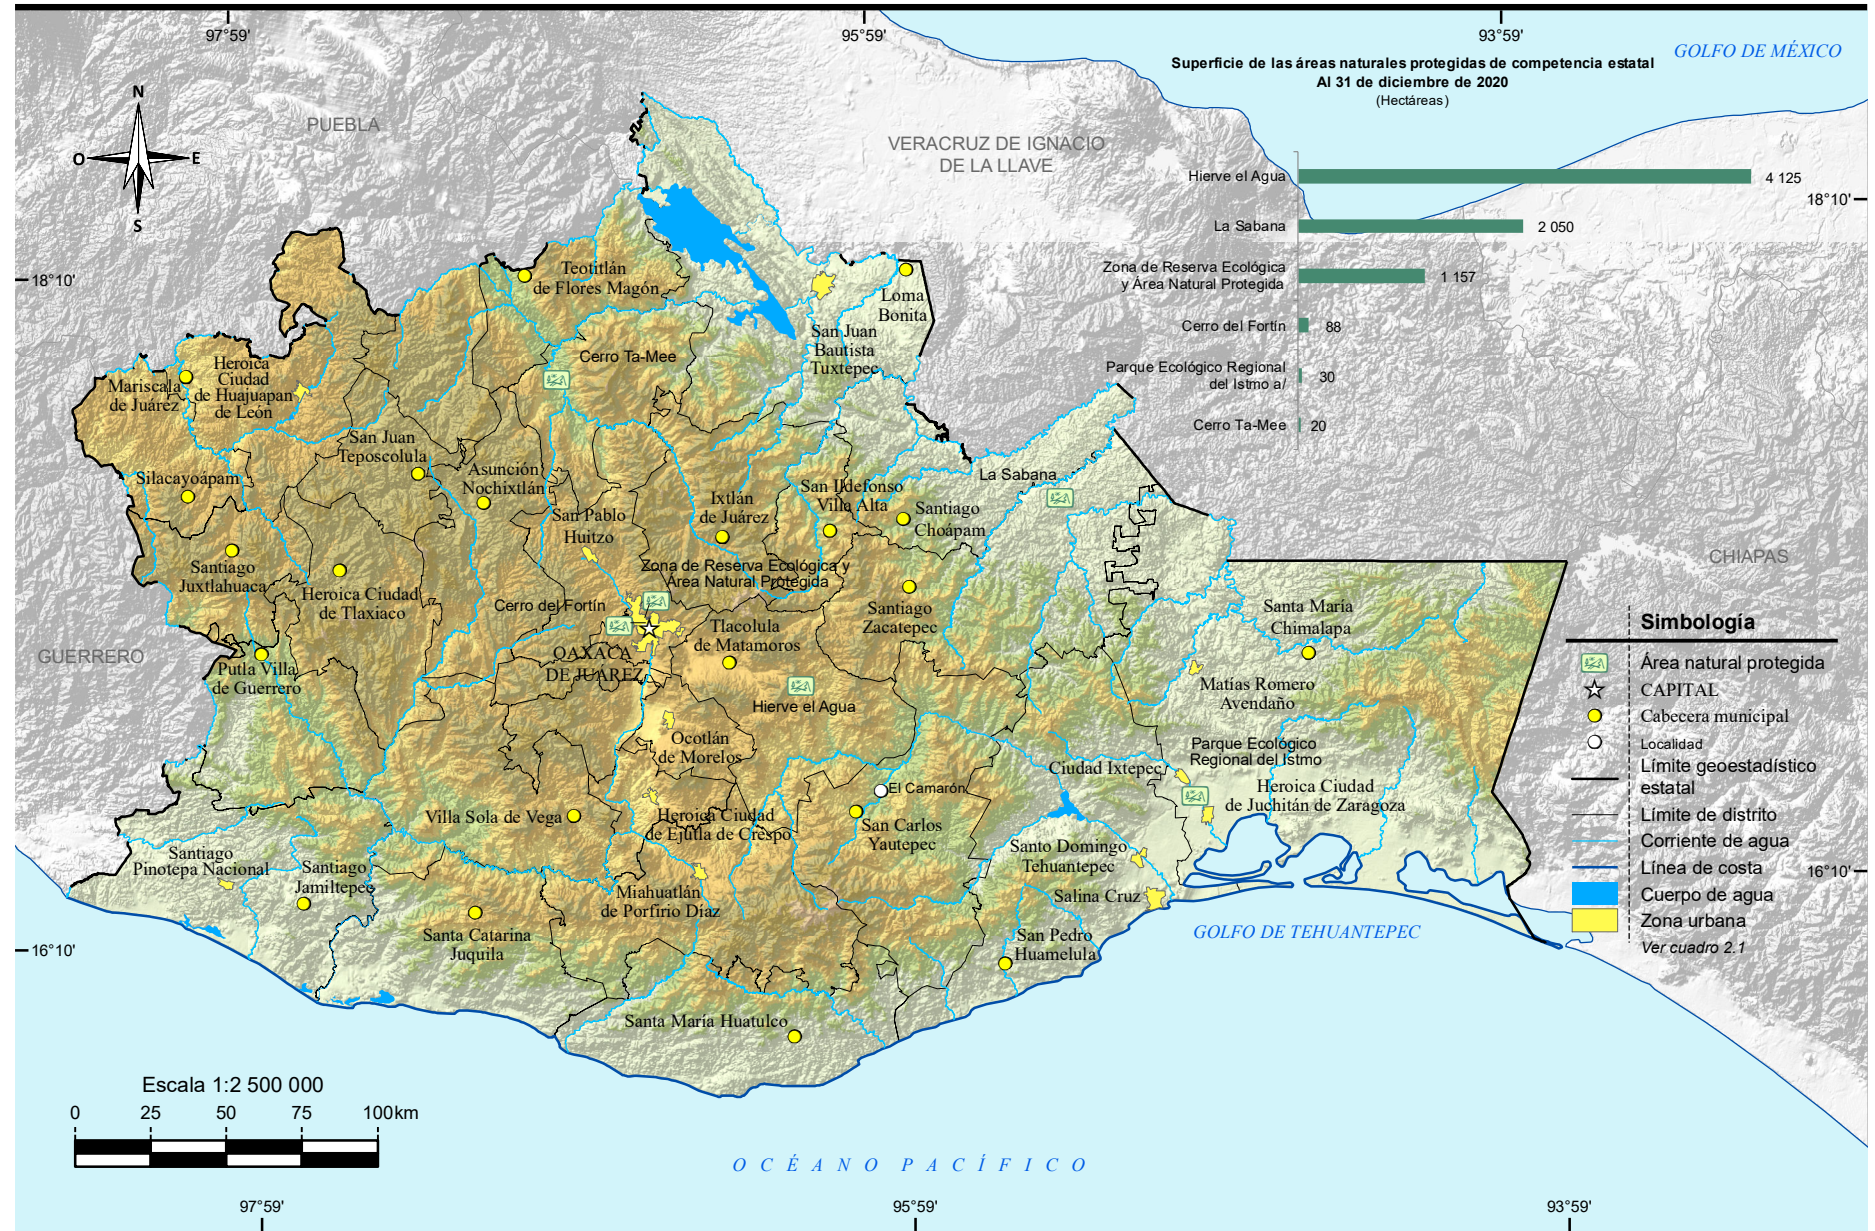 97°59'
95°59'
93°59'
GOLFO DE MÉXICO
Superficie de las áreas naturales protegidas de competencia estatal
Al 31 de diciembre de 2020
(Hectáreas)
N
O
E
S
PUEBLA
VERACRUZ DE IGNACIO
DE LA LLAVE
Hierve el Agua
4 125
La Sabana
2 050
Zona de Reserva Ecológica
y Área Natural Protegida
1 157
Cerro del Fortín
88
Parque Ecológico Regional
del Istmo a/
30
Cerro Ta-Mee
20
18°10'
18°10'
Teotitlán
de Flores Magón
Loma
Bonita
San Juan
Bautista
Tuxtepec
Cerro Ta-Mee
Mariscala
de Juárez
Heroica
Ciudad
de Huajuapan
de León
San Juan
Teposcolula
Asunción
Nochixtlán
Silacayoápam
San Pablo
Huitzo
Ixtlán
de Juárez
San Ildefonso
Villa Alta
Santiago
Choápam
La Sabana
CHIAPAS
Santiago
Juxtlahuaca
Heroica Ciudad
de Tlaxiaco
Zona de Reserva Ecológica y
Área Natural Protegida
Cerro del Fortín
Santiago
Zacatepec
Santa María
Chimalapa
GUERRERO
Putla Villa
de Guerrero
OAXACA
DE JUÁREZ
Tlacolula
de Matamoros
Hierve el Agua
Matías Romero
Avendaño
Ocotlán
de Morelos
Parque Ecológico
Regional del Istmo
Ciudad Ixtepec
Heroica Ciudad
de Juchitán de Zaragoza
El Camarón
Villa Sola de Vega
Heroica Ciudad
de Ejutla de Crespo
San Carlos
Yautepec
Santo Domingo
Tehuantepec
Salina Cruz
Santiago
Pinotepa Nacional
Santiago
Jamiltepec
Miahuatlán
de Porfirio Díaz
Santa Catarina
Juquila
San Pedro
Huamelula
Santa María Huatulco
GOLFO DE TEHUANTEPEC
Simbología
Área natural protegida
CAPITAL
Cabecera municipal
Localidad
Límite geoestadístico
estatal
Límite de distrito
Corriente de agua
Línea de costa
Cuerpo de agua
Zona urbana
Ver cuadro 2.1
16°10'
16°10'
Escala 1:2 500 000
0 25 50 75 100km
OCÉANO PACÍFICO
97°59'
95°59'
93°59'